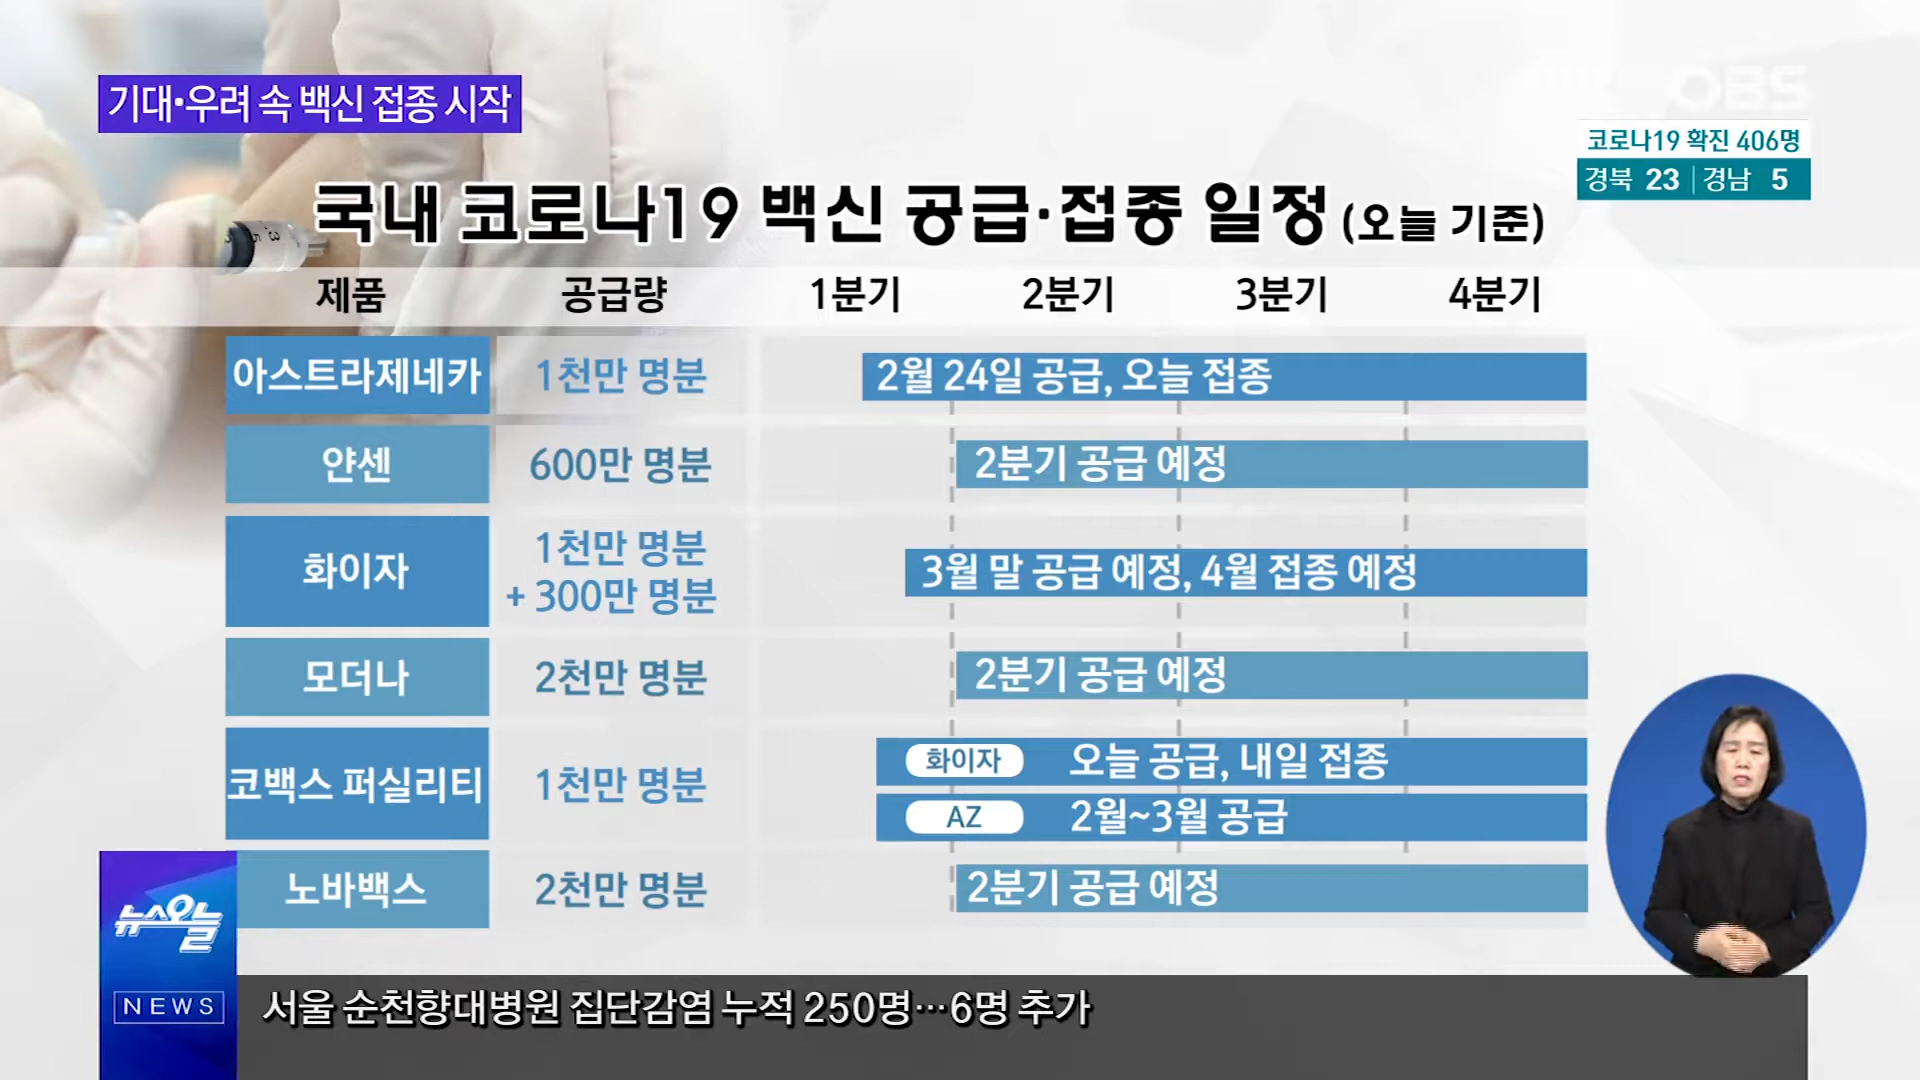 기대·우려 속 백신 접종 시작
OBS
코로나19 확진 406명
경북 23 | 경남 5
국내 코로나19 백신 공급·접종 일정 (오늘 기준)
제품 공급량 1분기 2분기 3분기 4분기
아스트라제네카 1천만 명분 2월 24일 공급, 오늘 접종
얀센 600만 명분 2분기 공급 예정
화이자 1천만 명분 + 300만 명분 3월 말 공급 예정, 4월 접종 예정
모더나 2천만 명분 2분기 공급 예정
코백스 퍼실리티 1천만 명분 화이자 오늘 공급, 내일 접종
AZ 2월~3월 공급
노바백스 2천만 명분 2분기 공급 예정
뉴스오늘
NEWS
서울 순천향대병원 집단감염 누적 250명…6명 추가